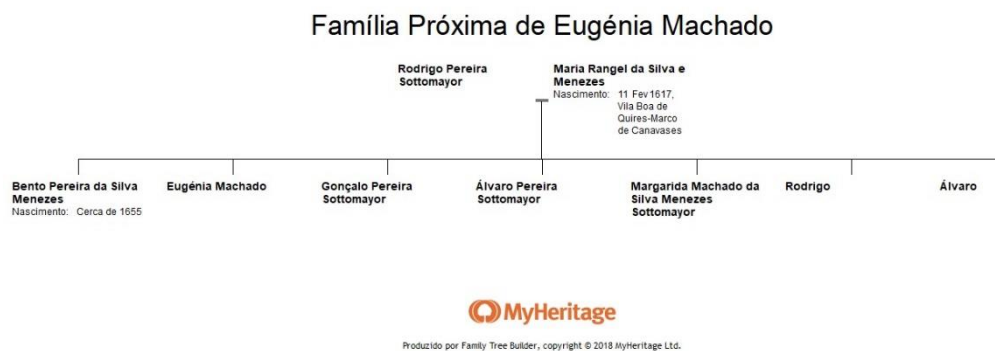 Família Próxima de Eugénia Machado
Rodrigo Pereira
Sottomayor
Maria Rangel da Silva e
Menezes
Nascimento: 11 Fev 1617,
Vila Boa de
Quires-Marco
de Canavases
Bento Pereira da Silva
Menezes
Nascimento: Cerca de 1655
Eugénia Machado
Gonçalo Pereira
Sottomayor
Álvaro Pereira
Sottomayor
Margarida Machado da
Silva Menezes
Sottomayor
Rodrigo
Álvaro
MyHeritage
Produzido por Family Tree Builder, copyright © 2018 MyHeritage Ltd.